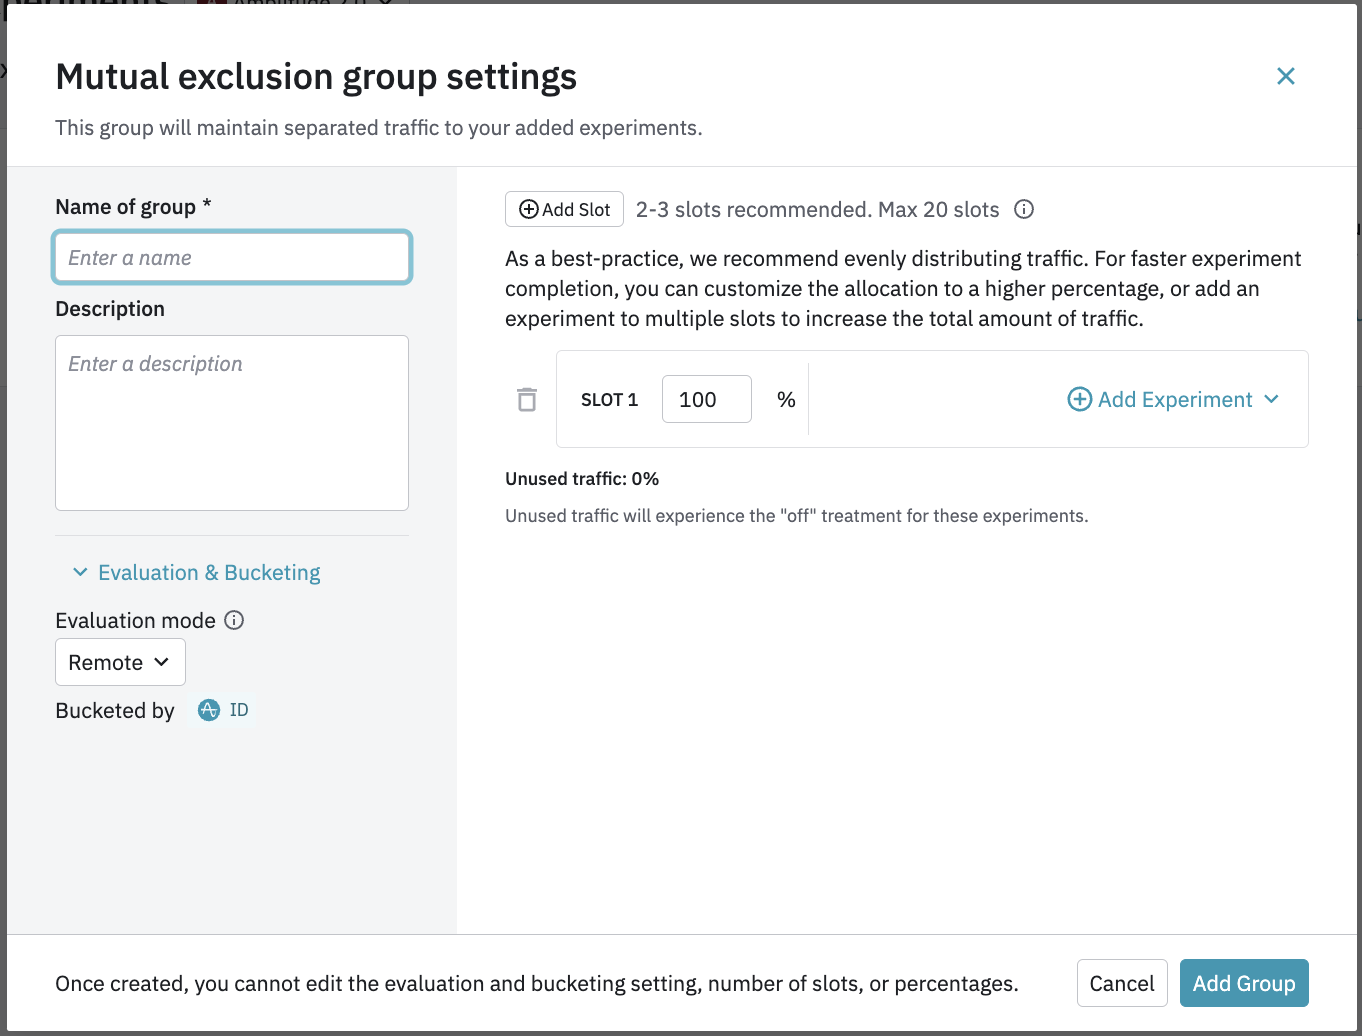 Mutual exclusion group settings
This group will maintain separated traffic to your added experiments.
Name of group *
Enter a name
Description
Enter a description
Evaluation & Bucketing
Evaluation mode
Remote
Bucketed by ID
Add Slot 2-3 slots recommended. Max 20 slots
As a best-practice, we recommend evenly distributing traffic. For faster experiment
completion, you can customize the allocation to a higher percentage, or add an
experiment to multiple slots to increase the total amount of traffic.
SLOT 1 100 % Add Experiment
Unused traffic: 0%
Unused traffic will experience the "off" treatment for these experiments.
Once created, you cannot edit the evaluation and bucketing setting, number of slots, or percentages.
Cancel Add Group